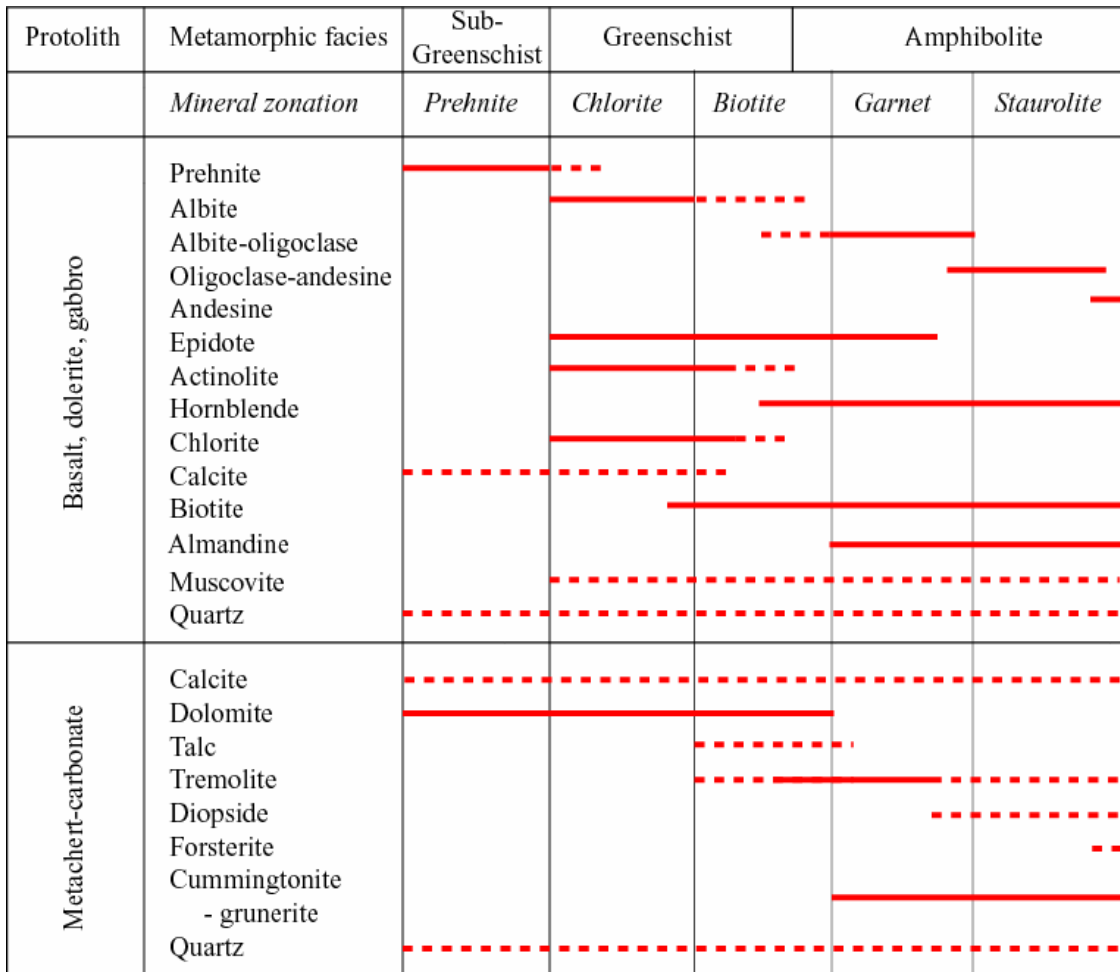 Protolith
Metamorphic facies
Sub-
Greenschist
Greenschist
Amphibolite
Mineral zonation
Prehnite
Chlorite
Biotite
Garnet
Staurolite
Basalt, dolerite, gabbro
Prehnite
Albite
Albite-oligoclase
Oligoclase-andesine
Andesine
Epidote
Actinolite
Hornblende
Chlorite
Calcite
Biotite
Almandine
Muscovite
Quartz
Metachert-carbonate
Calcite
Dolomite
Talc
Tremolite
Diopside
Forsterite
Cummingtonite
- grunerite
Quartz